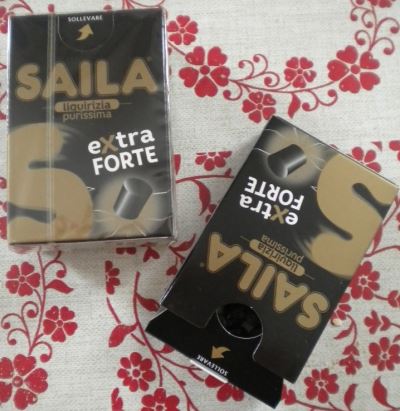 SOLLEVARE
SAILA®
liquirizia
purissima
eXtra
FORTE
S
eXtra
FORTE
S
SAILA®
liquirizia
purissima
SOLLEVARE